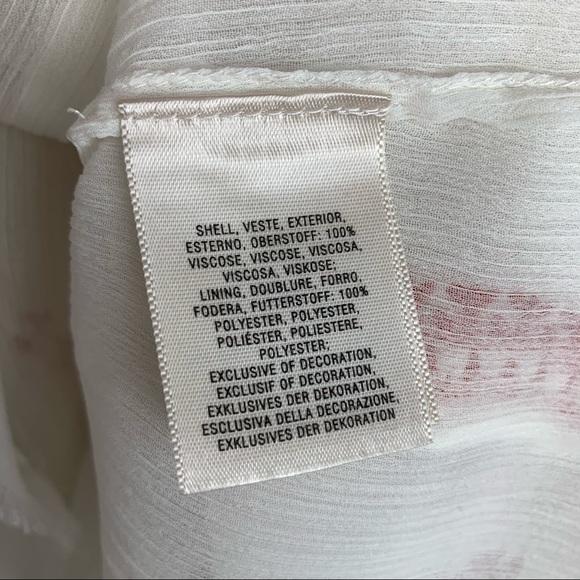 SHELL, VESTE, EXTERIOR,
ESTERNO, OBERSTOFF: 100%
VISCOSE, VISCOSE, VISCOSA,
VISCOSA, VISKOSE;
LINING, DOUBLURE, FORRO,
FODERA, FUTTERSTOFF: 100%
POLYESTER, POLYESTER,
POLIÉSTER, POLIESTERE,
POLYESTER;
EXCLUSIVE OF DECORATION,
EXCLUSIF OF DECORATION,
EXKLUSIVES DER DEKORATION,
ESCLUSIVA DELLA DECORAZIONE,
EXKLUSIVES DER DEKORATION